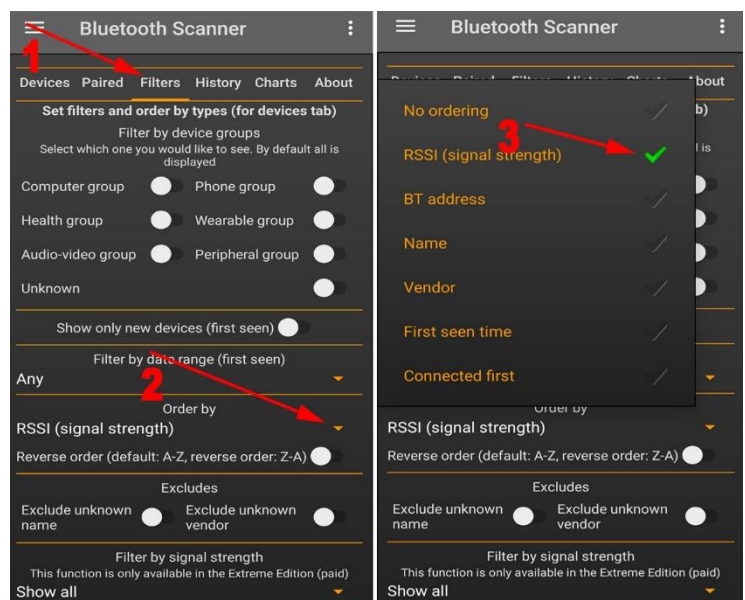 Bluetooth Scanner
1
Devices Paired Filters History Charts About
Set filters and order by types (for devices tab)
Filter by device groups
Select which one you would like to see. By default all is
displayed
Computer group Phone group
Health group Wearable group
Audio-video group Peripheral group
Unknown
Show only new devices (first seen)
Filter by date range (first seen)
Any
2
Order by
RSSI (signal strength)
Reverse order (default: A-Z, reverse order: Z-A)
Excludes
Exclude unknown name Exclude unknown vendor
Filter by signal strength
This function is only available in the Extreme Edition (paid)
Show all
Bluetooth Scanner
About
b)
l is
No ordering
3
RSSI (signal strength)
BT address
Name
Vendor
First seen time
Connected first
Order by
RSSI (signal strength)
Reverse order (default: A-Z, reverse order: Z-A)
Excludes
Exclude unknown name Exclude unknown vendor
Filter by signal strength
This function is only available in the Extreme Edition (paid)
Show all